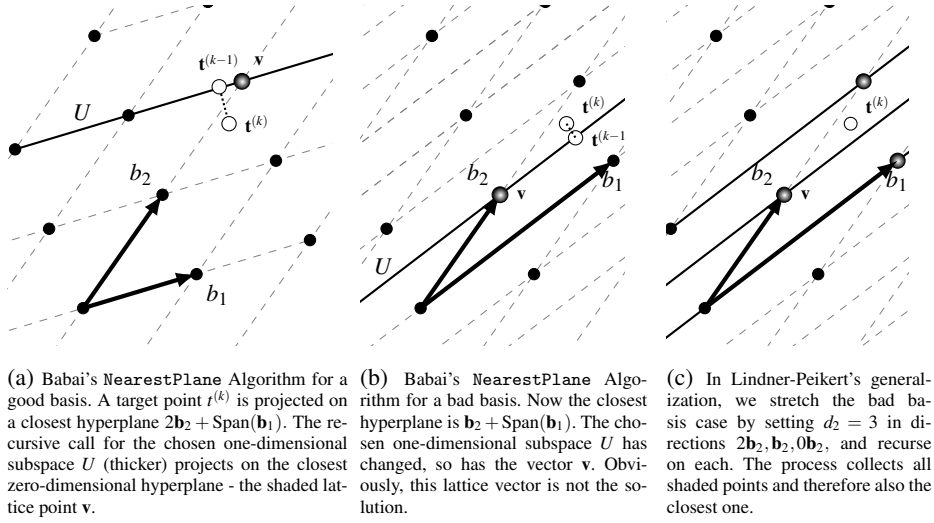 t(k−1)
v
U
t(k)
b2
b1
t(k)
t(k−1
b2
v
b1
U
t(k)
b2
v
b1
(a) Babai's NearestPlane Algorithm for a
good basis. A target point t(k) is projected on
a closest hyperplane 2b2 + Span(b1). The re-
cursive call for the chosen one-dimensional
subspace U (thicker) projects on the closest
zero-dimensional hyperplane - the shaded lat-
tice point v.
(b) Babai's NearestPlane Algo-
rithm for a bad basis. Now the closest
hyperplane is b2 + Span(b1). The cho-
sen one-dimensional subspace U has
changed, so has the vector v. Obvi-
ously, this lattice vector is not the so-
lution.
(c) In Lindner-Peikert's general-
ization, we stretch the bad ba-
sis case by setting d2 = 3 in di-
rections 2b2,b2,0b2, and recurse
on each. The process collects all
shaded points and therefore also the
closest one.